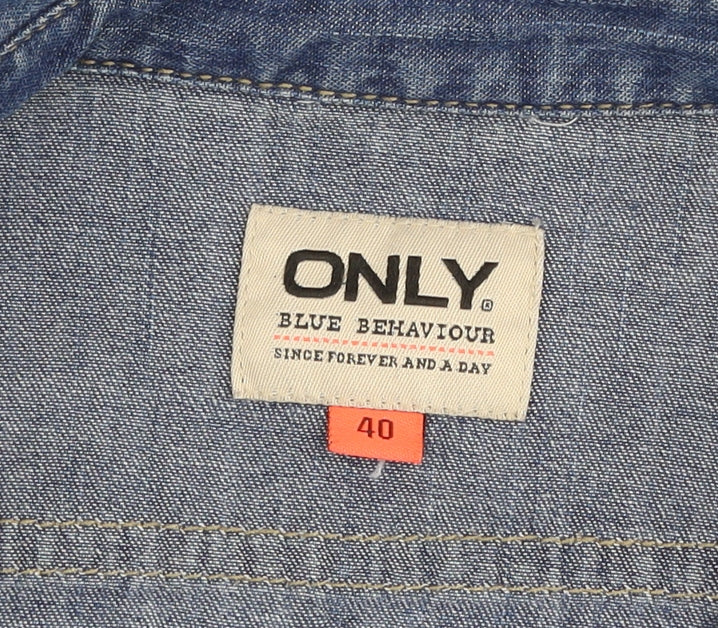 ONLY®
BLUE BEHAVIOUR
SINCE FOREVER AND A DAY
40